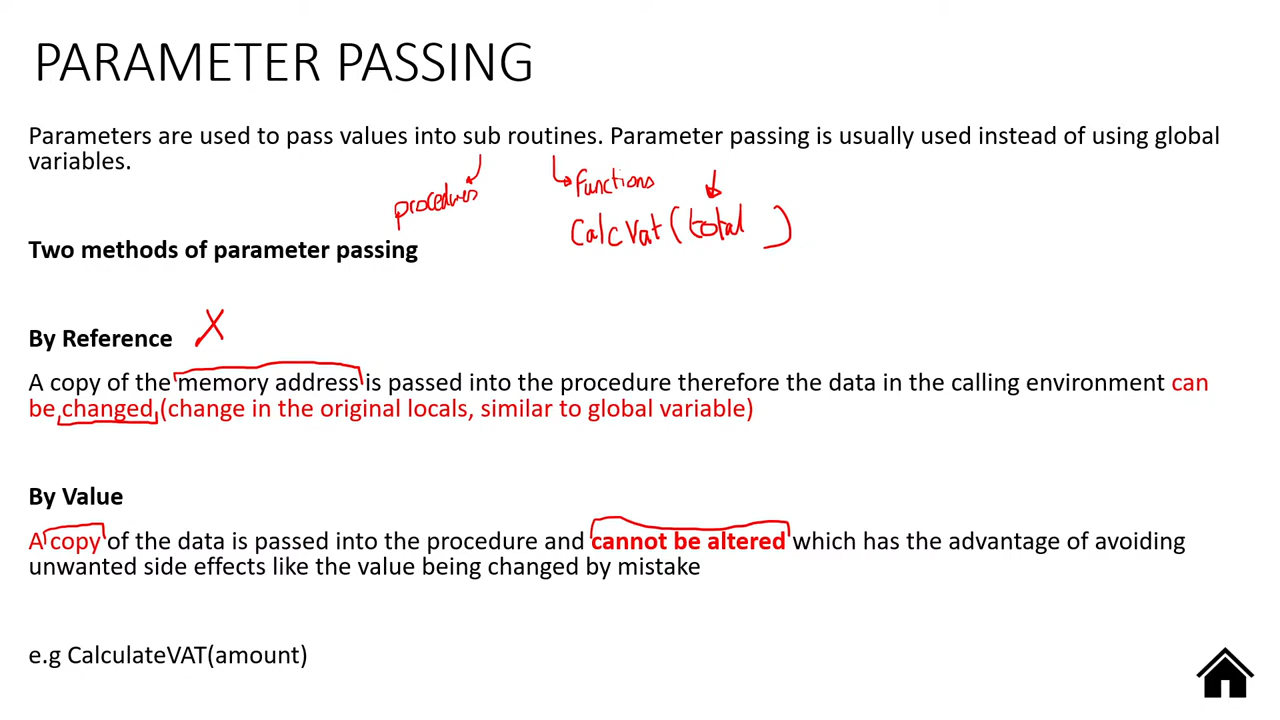 PARAMETER PASSING
Parameters are used to pass values into sub routines. Parameter passing is usually used instead of using global
variables.
procedures
Functions
CalcVat(total )
Two methods of parameter passing
By Reference X
A copy of the memory address is passed into the procedure therefore the data in the calling environment can
be changed (change in the original locals, similar to global variable)
By Value
A copy of the data is passed into the procedure and cannot be altered which has the advantage of avoiding
unwanted side effects like the value being changed by mistake
e.g CalculateVAT(amount)